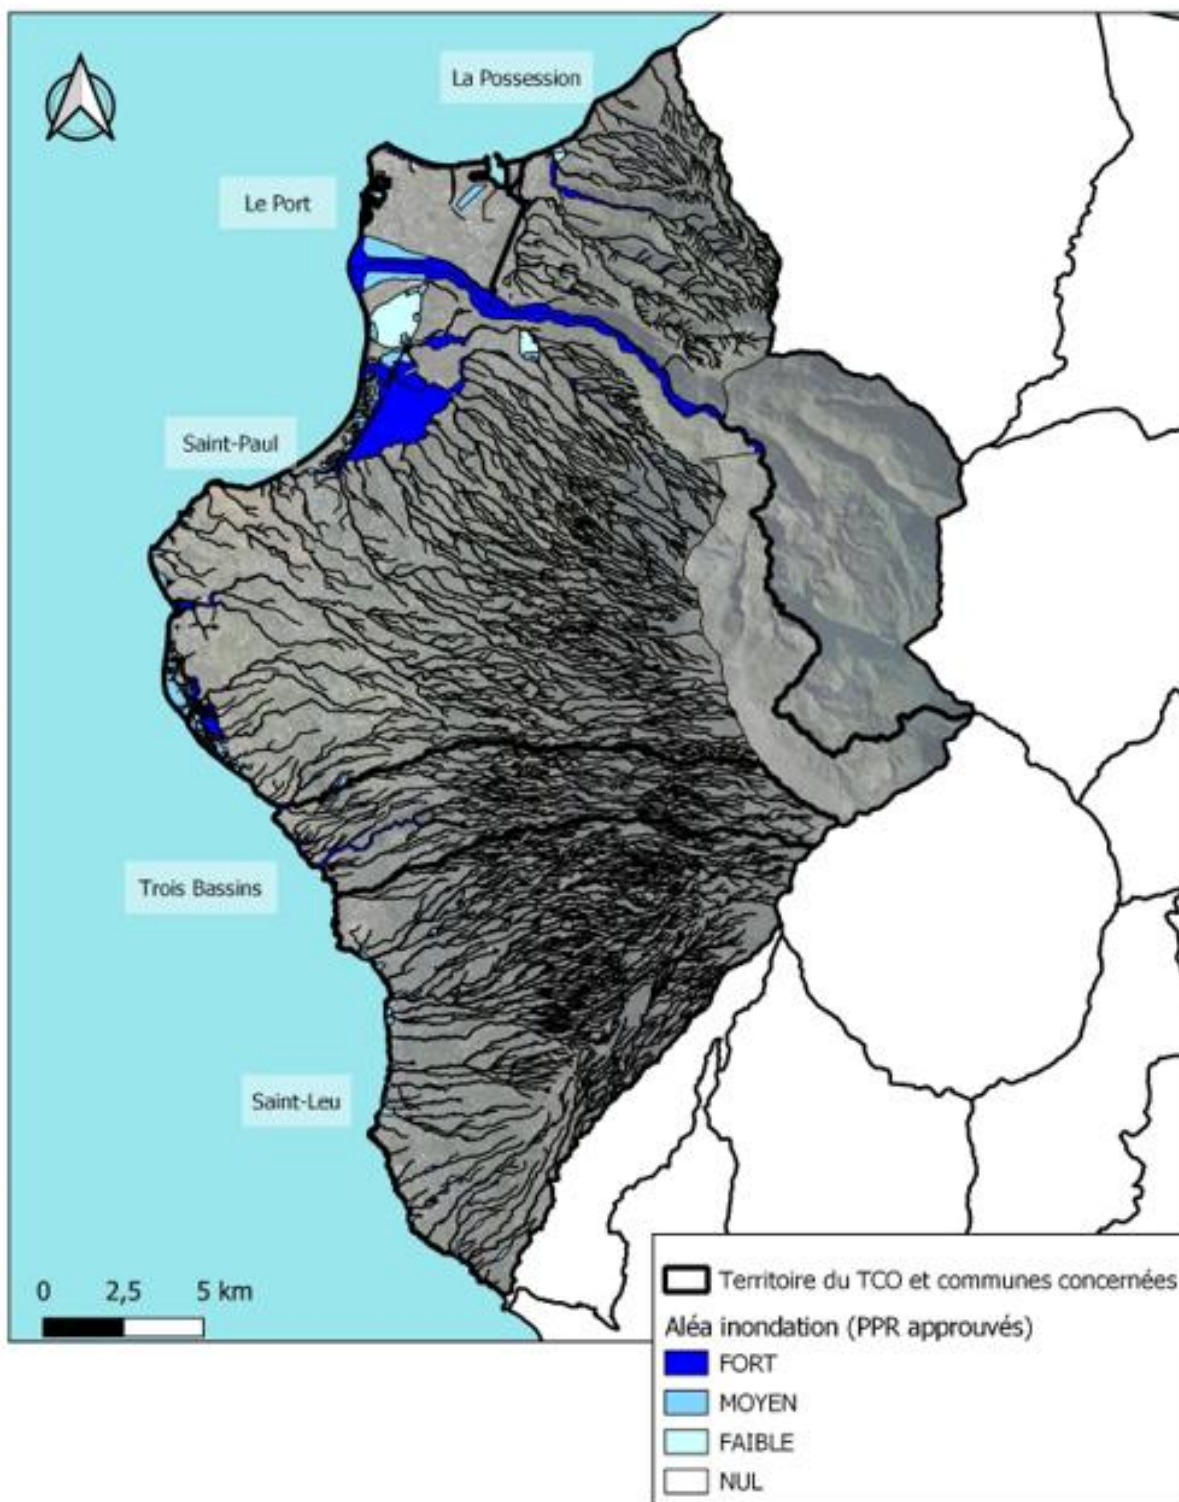 La Possession
Le Port
Saint-Paul
Trois Bassins
Saint-Leu
0 2,5 5 km
Territoire du TCO et communes concernées
Aléa inondation (PPR approuvés)
FORT
MOYEN
FAIBLE
NUL